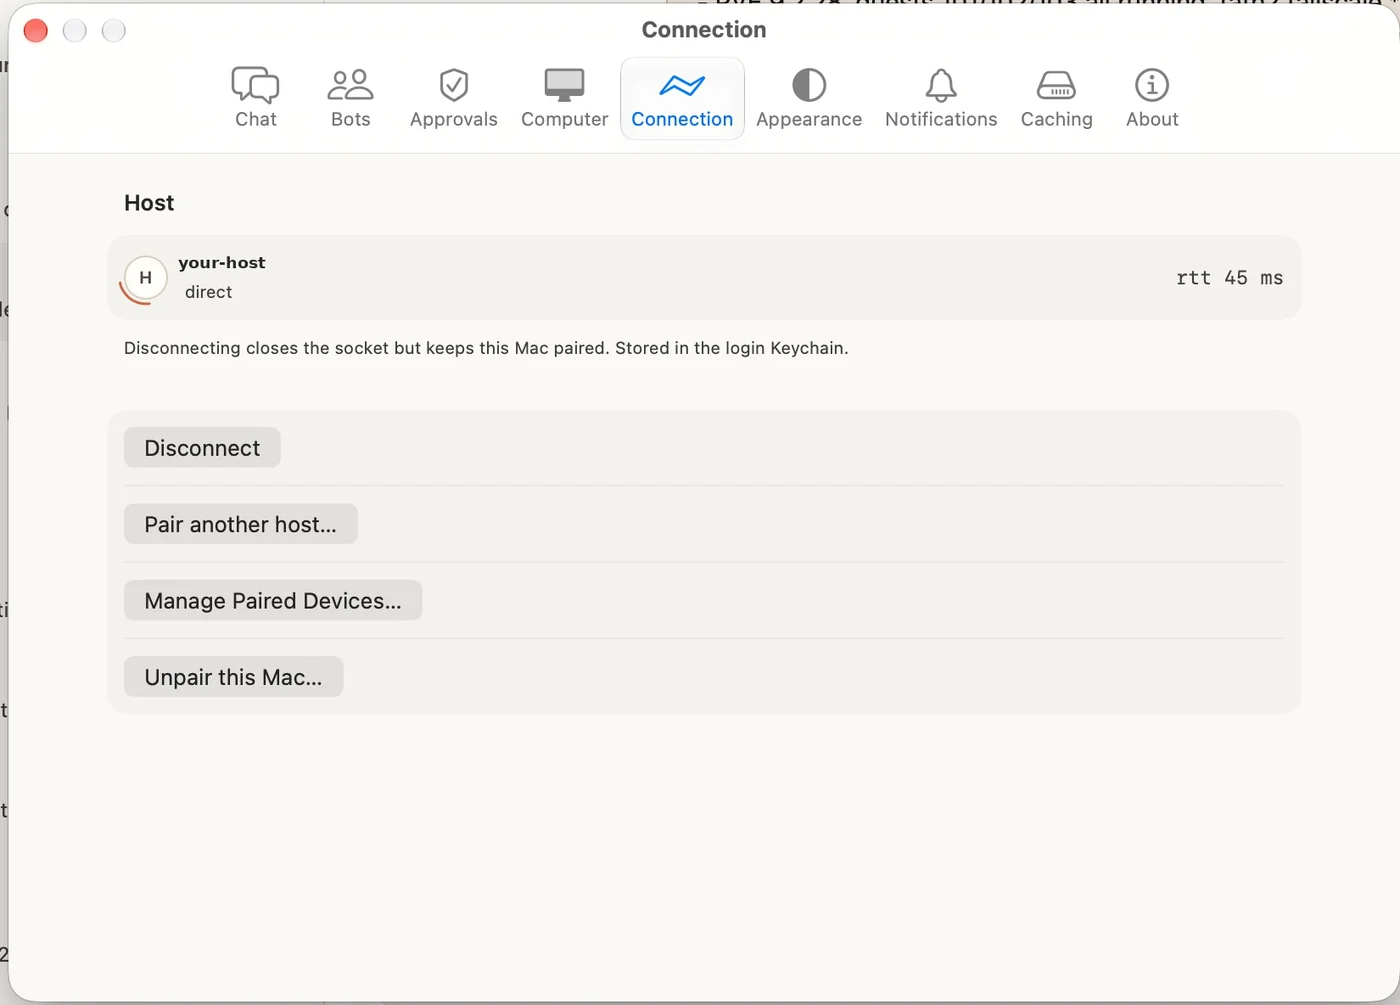 Connection
Chat
Bots
Approvals
Computer
Connection
Appearance
Notifications
Caching
About
Host
H
your-host
direct
rtt 45 ms
Disconnecting closes the socket but keeps this Mac paired. Stored in the login Keychain.
Disconnect
Pair another host...
Manage Paired Devices...
Unpair this Mac...